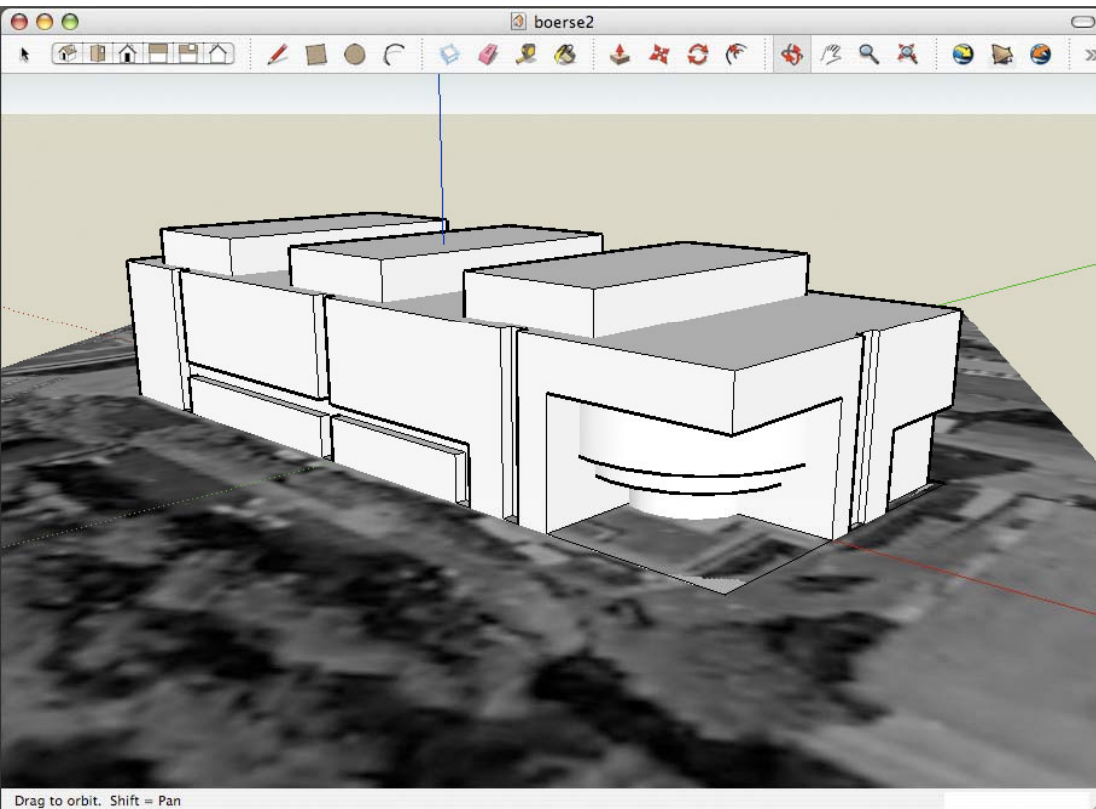 boerse2
Drag to orbit. Shift = Pan